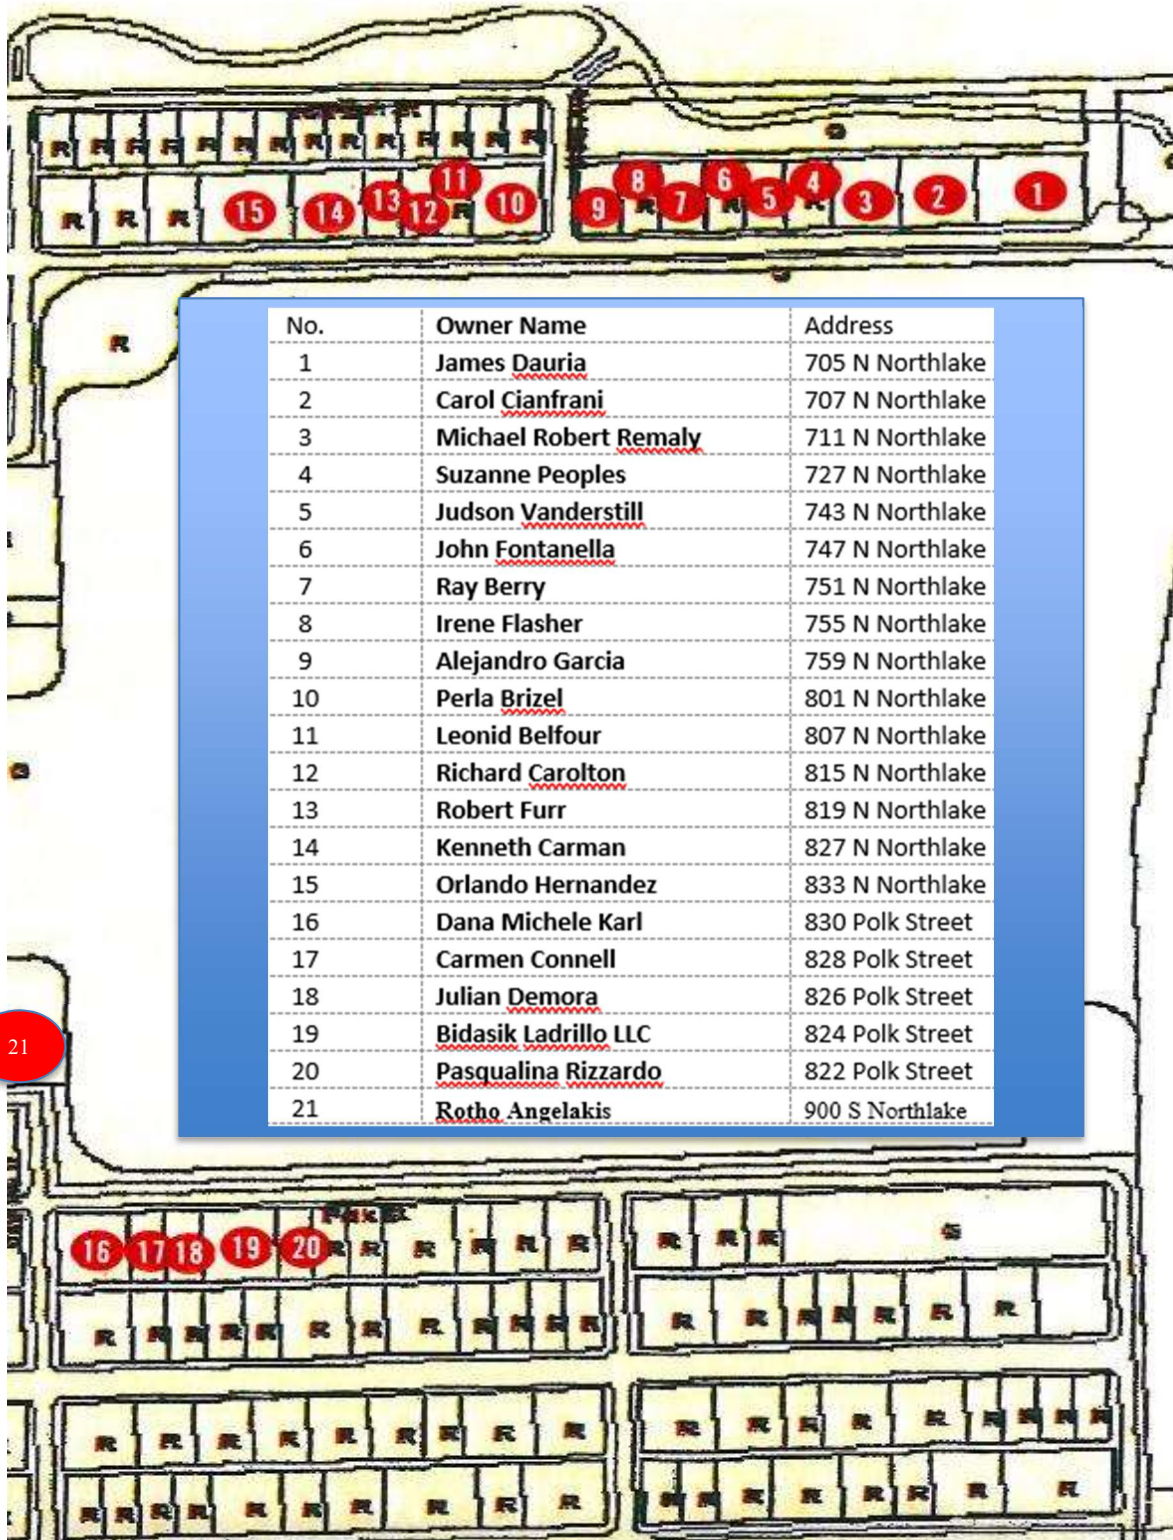 R R R R R R R R R R R R R R
G
R R R 15 14 13 12 11 R 10
9 8 R 7 6 R 5 4 R 3 2 1
R
No. Owner Name Address
1 James Dauria 705 N Northlake
2 Carol Cianfrani 707 N Northlake
3 Michael Robert Remaly 711 N Northlake
4 Suzanne Peoples 727 N Northlake
5 Judson Vanderstill 743 N Northlake
6 John Fontanella 747 N Northlake
7 Ray Berry 751 N Northlake
8 Irene Flasher 755 N Northlake
9 Alejandro Garcia 759 N Northlake
10 Perla Brizel 801 N Northlake
11 Leonid Belfour 807 N Northlake
12 Richard Carolton 815 N Northlake
13 Robert Furr 819 N Northlake
14 Kenneth Carman 827 N Northlake
15 Orlando Hernandez 833 N Northlake
16 Dana Michele Karl 830 Polk Street
17 Carmen Connell 828 Polk Street
18 Julian Demora 826 Polk Street
19 Bidasik Ladrillo LLC 824 Polk Street
20 Pasqualina Rizzardo 822 Polk Street
21 Rotho Angelakis 900 S Northlake
21
Polk St
16 17 18 19 20 R R R R R R
R R R G
R R R R R R R R R R R R
R R R R R R R
R R R R R R R R R
R R R R R R R R R
R R R R R R R R R R
R R R R R R R R